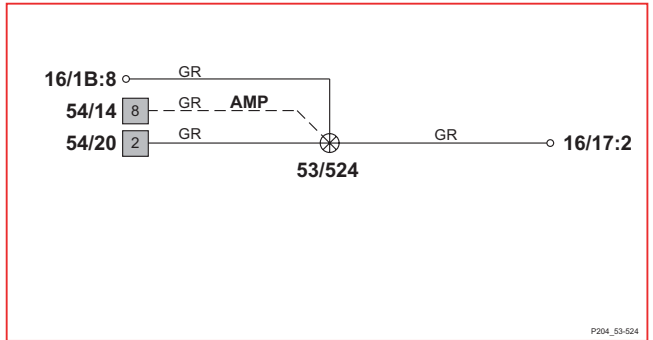 16/1B:8 GR
54/14 8 GR AMP
54/20 2 GR GR 16/17:2
53/524
P204_53-524